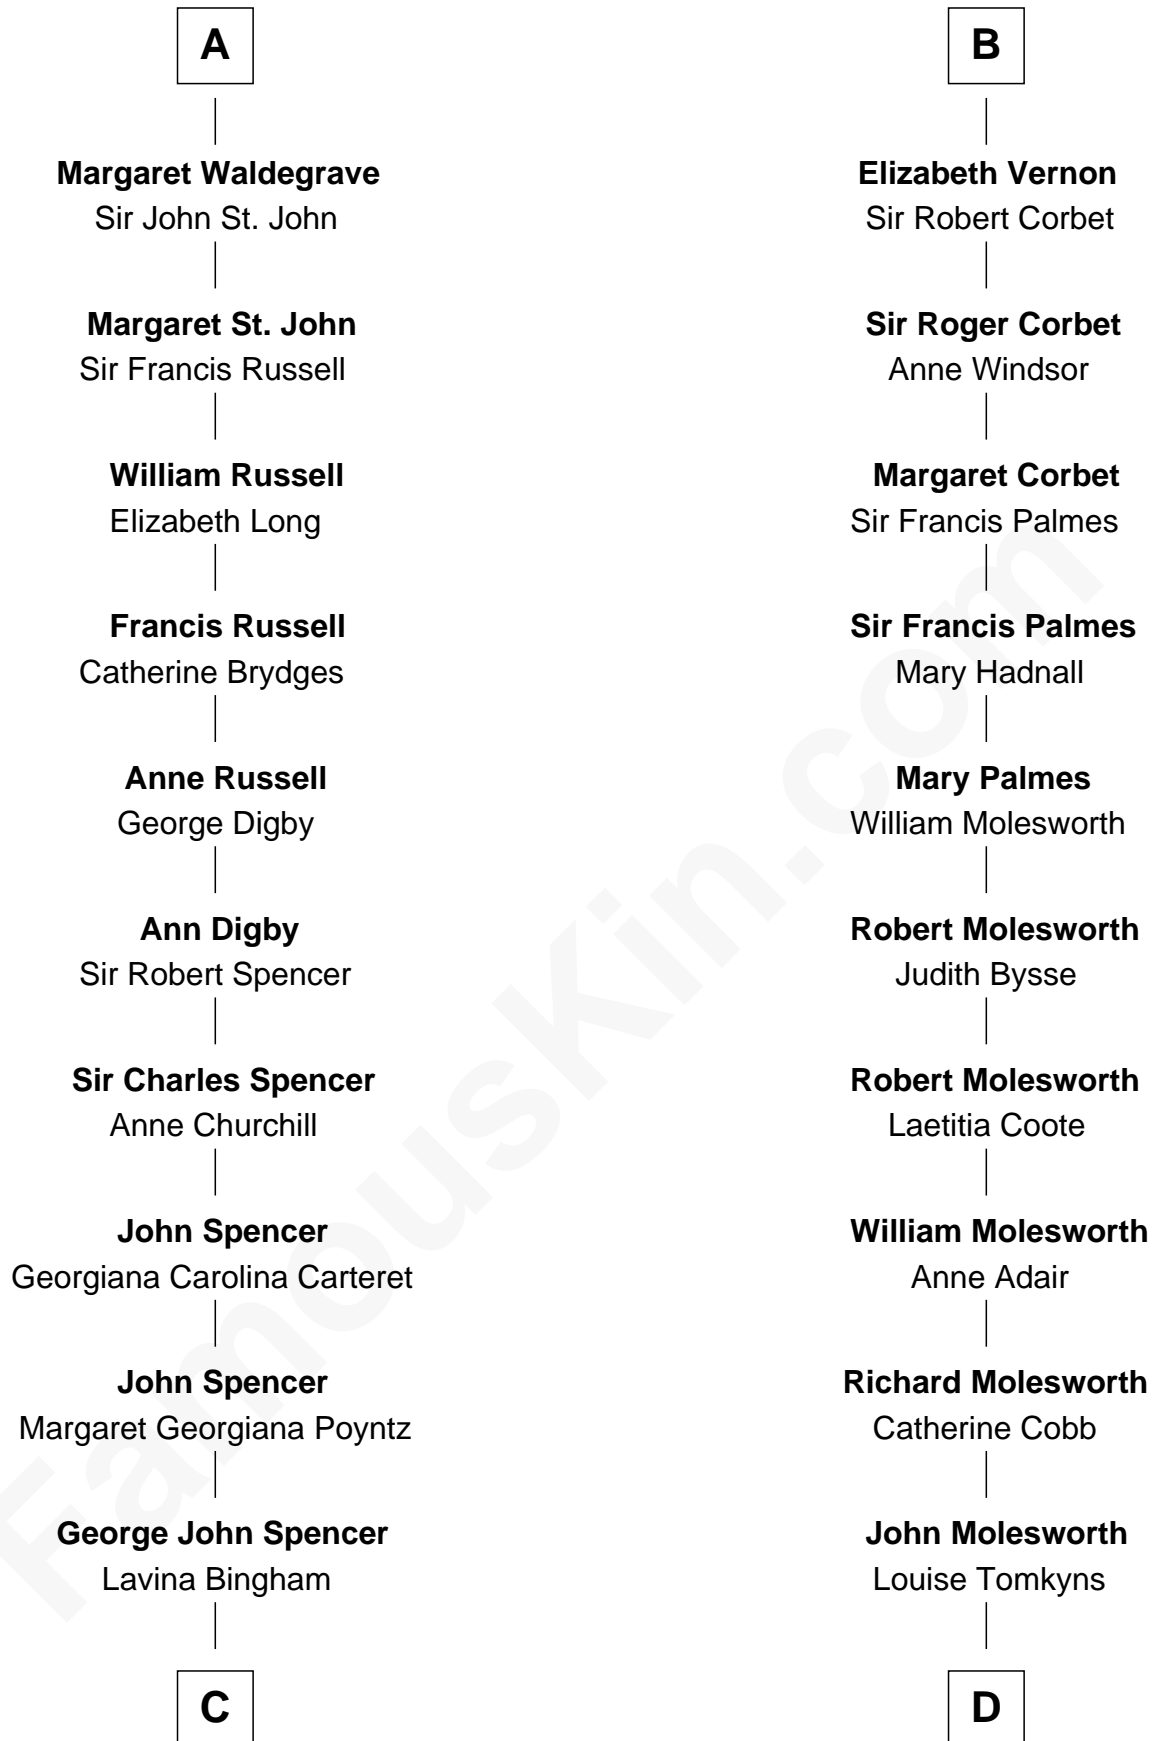 A
Margaret Waldegrave
Sir John St. John
Margaret St. John
Sir Francis Russell
William Russell
Elizabeth Long
Francis Russell
Catherine Brydges
Anne Russell
George Digby
Ann Digby
Sir Robert Spencer
Sir Charles Spencer
Anne Churchill
John Spencer
Georgiana Carolina Carteret
John Spencer
Margaret Georgiana Poyntz
George John Spencer
Lavina Bingham
C
B
Elizabeth Vernon
Sir Robert Corbet
Sir Roger Corbet
Anne Windsor
Margaret Corbet
Sir Francis Palmes
Sir Francis Palmes
Mary Hadnall
Mary Palmes
William Molesworth
Robert Molesworth
Judith Bysse
Robert Molesworth
Laetitia Coote
William Molesworth
Anne Adair
Richard Molesworth
Catherine Cobb
John Molesworth
Louise Tomkyns
D
FamousKin.com